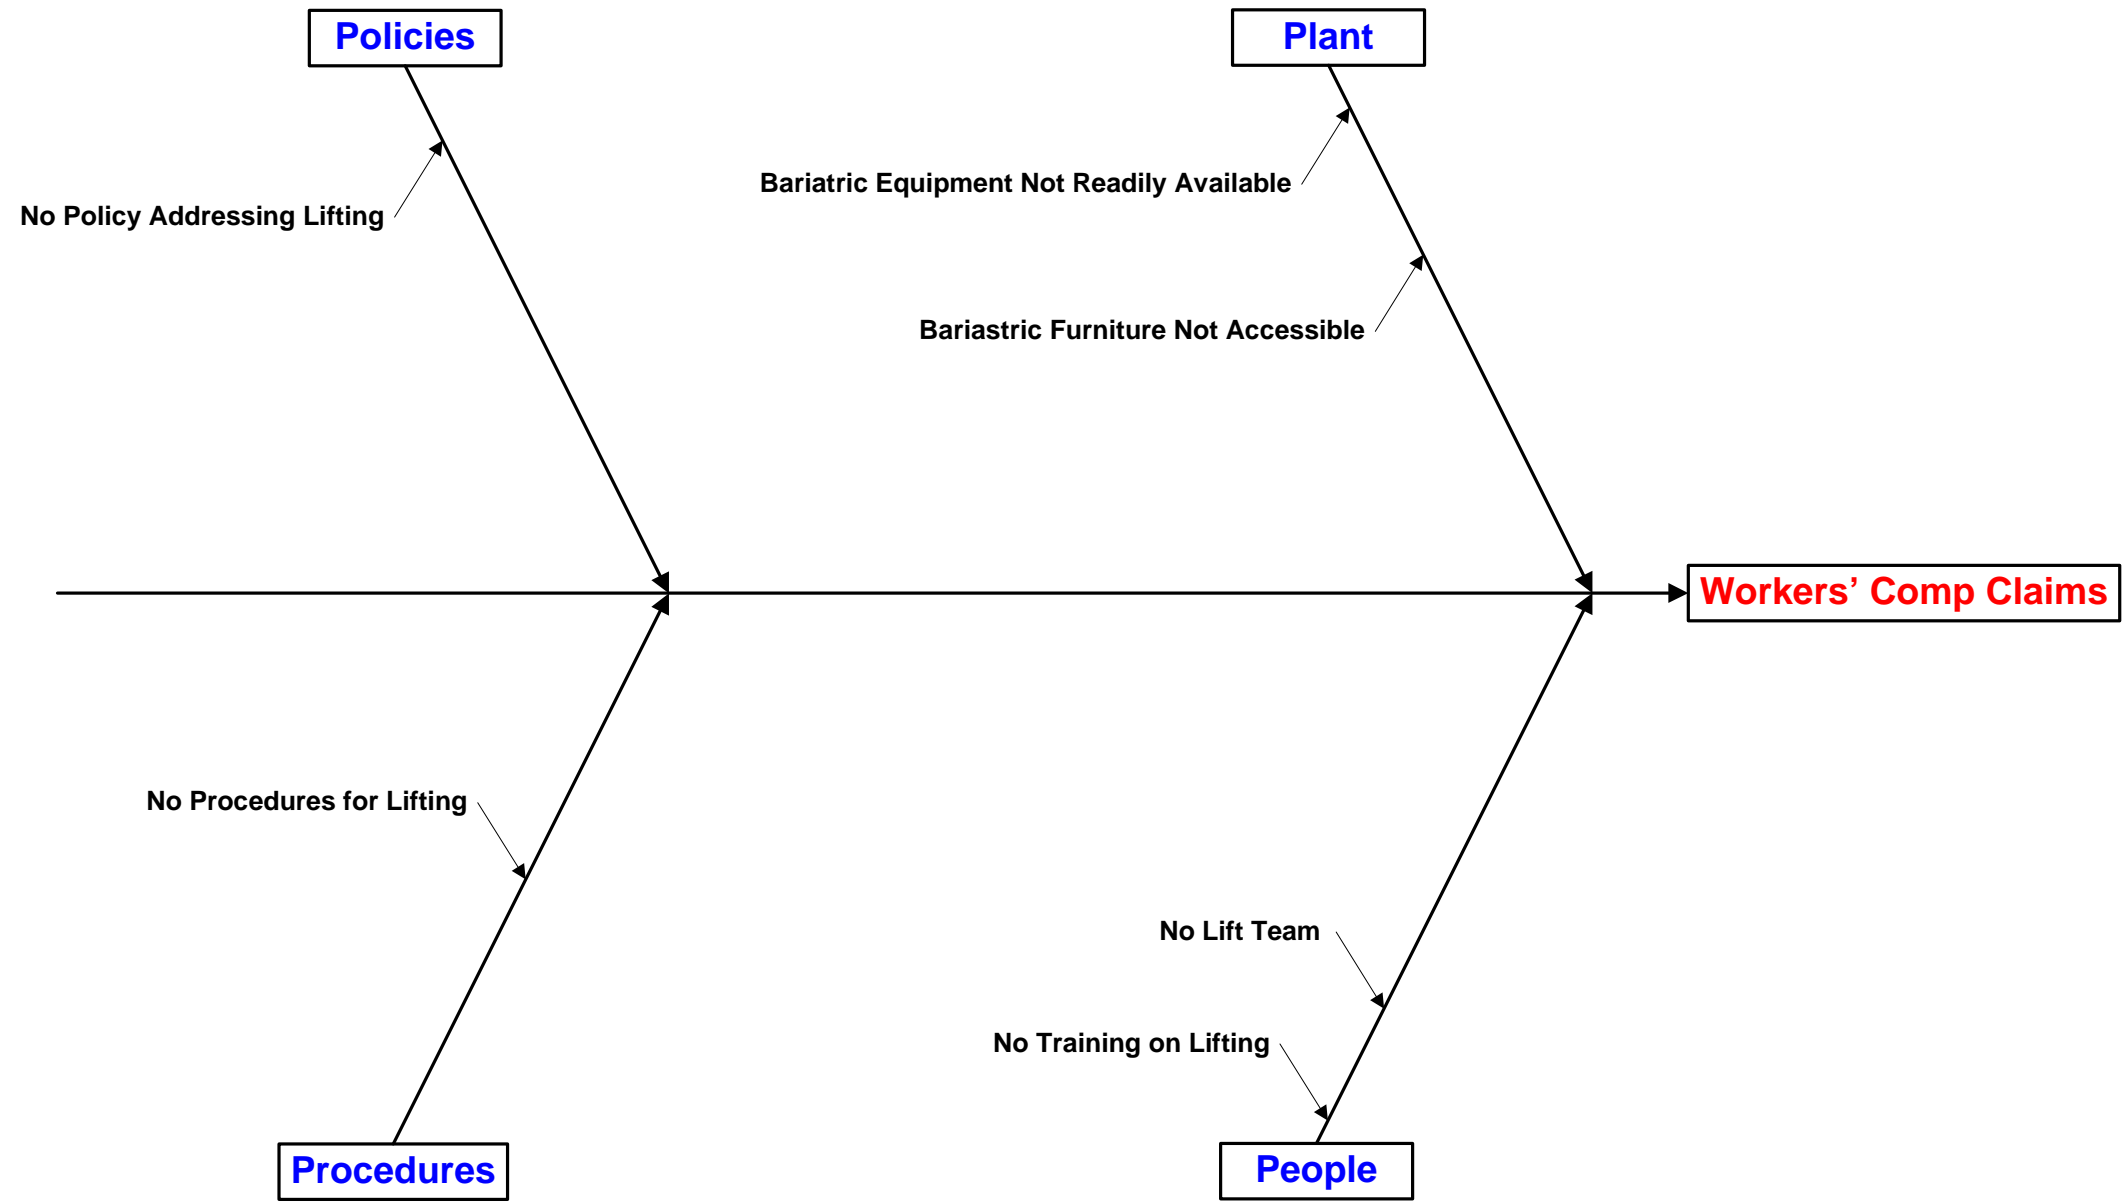 Policies
Plant
Bariatric Equipment Not Readily Available
No Policy Addressing Lifting
Bariastric Furniture Not Accessible
Workers’ Comp Claims
No Procedures for Lifting
No Lift Team
No Training on Lifting
Procedures
People